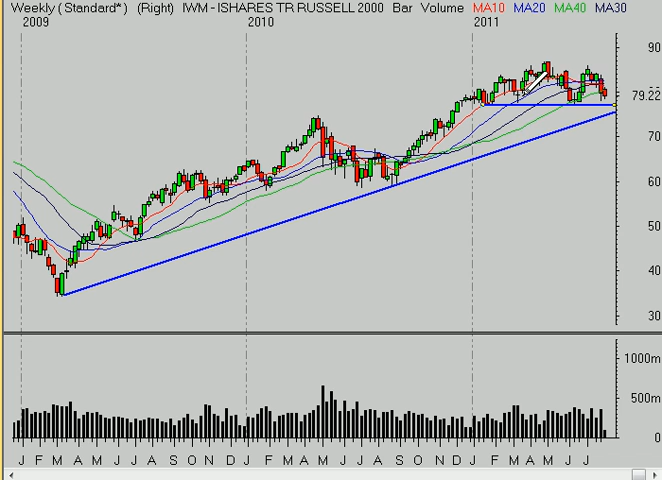 Weekly (Standard*) (Right) IWM - ISHARES TR RUSSELL 2000 Bar Volume MA10 MA20 MA40 MA30
2009 2010 2011
90
79.22
70
60
50
40
30
1000m
500m
0
J F M A M J J A S O N D J F M A M J J A S O N D J F M A M J J